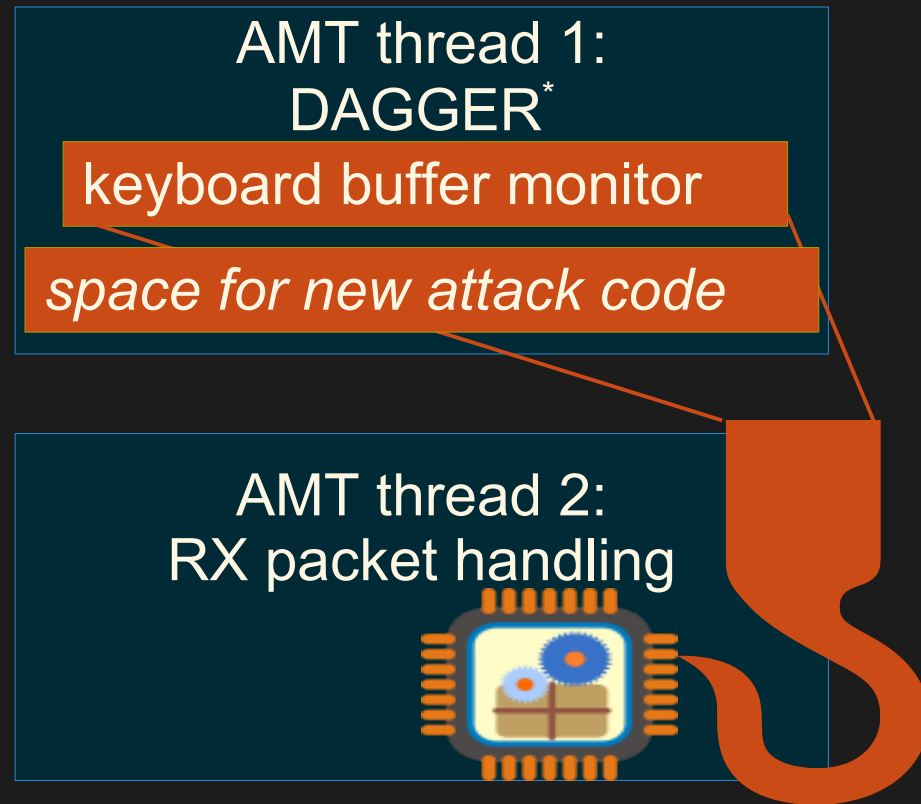 AMT thread 1:
DAGGER*
keyboard buffer monitor
space for new attack code
AMT thread 2:
RX packet handling